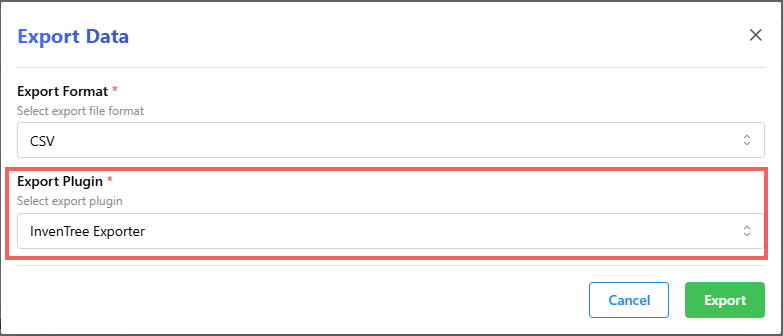 Export Data
Export Format *
Select export file format
CSV
Export Plugin *
Select export plugin
InvenTree Exporter
Cancel
Export